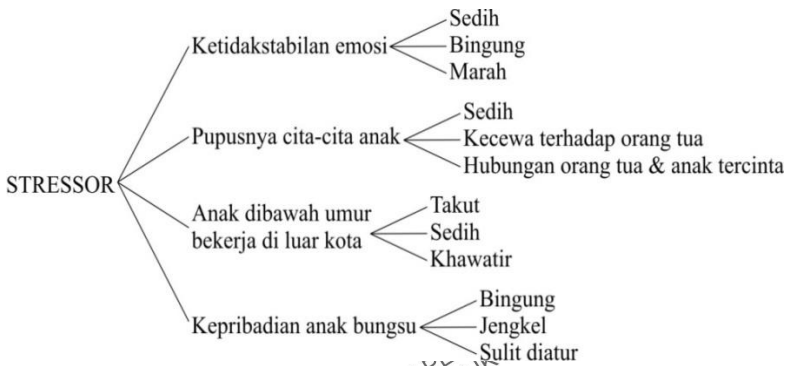 STRESSOR
Ketidakstabilan emosi
Sedih
Bingung
Marah
Pupusnya cita-cita anak
Sedih
Kecewa terhadap orang tua
Hubungan orang tua & anak tercinta
Anak dibawah umur
bekerja di luar kota
Takut
Sedih
Khawatir
Kepribadian anak bungsu
Bingung
Jengkel
Sulit diatur